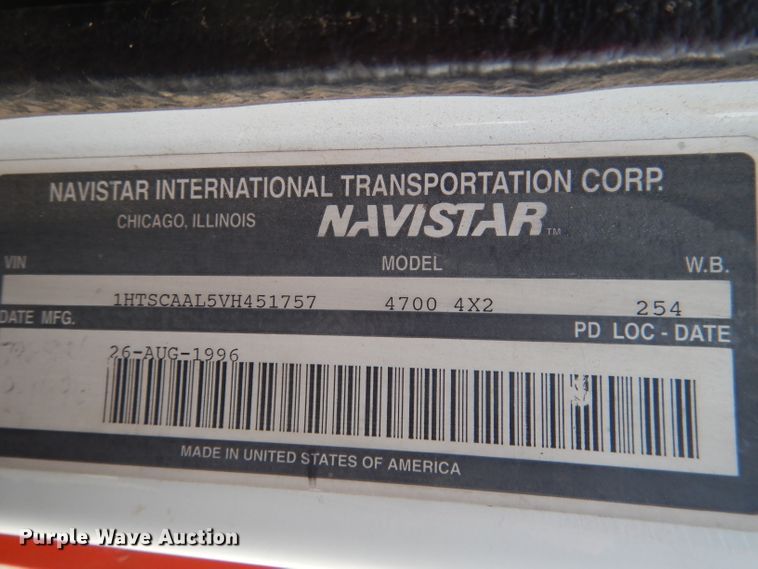 NAVISTAR INTERNATIONAL TRANSPORTATION CORP.
CHICAGO, ILLINOIS NAVISTAR™
VIN MODEL W.B.
1HTSCAAL5VH451757 4700 4X2 254
DATE MFG. PD LOC - DATE
26-AUG-1996
MADE IN UNITED STATES OF AMERICA
Purple Wave Auction